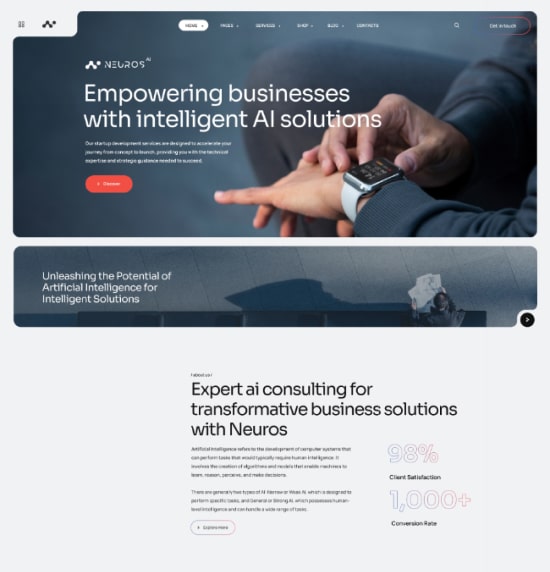 HOME
PAGES
SERVICES
SHOP
BLOG
CONTACTS
Get in touch
NEUROS AI
Empowering businesses
with intelligent AI solutions
Our startup development services are designed to accelerate your
journey from concept to launch, providing you with the technical
expertise and strategic guidance needed to succeed.
Discover
Unleashing the Potential of
Artificial Intelligence for
Intelligent Solutions
/ about us /
Expert ai consulting for
transformative business solutions
with Neuros
Artificial intelligence refers to the development of computer systems that
can perform tasks that would typically require human intelligence. It
involves the creation of algorithms and models that enable machines to
learn, reason, perceive, and make decisions.
There are generally two types of AI: Narrow or Weak AI, which is designed to
perform specific tasks, and General or Strong AI, which possesses human-
level intelligence and can handle a wide range of tasks.
Explore more
98%
Client Satisfaction
1,000+
Conversion Rate